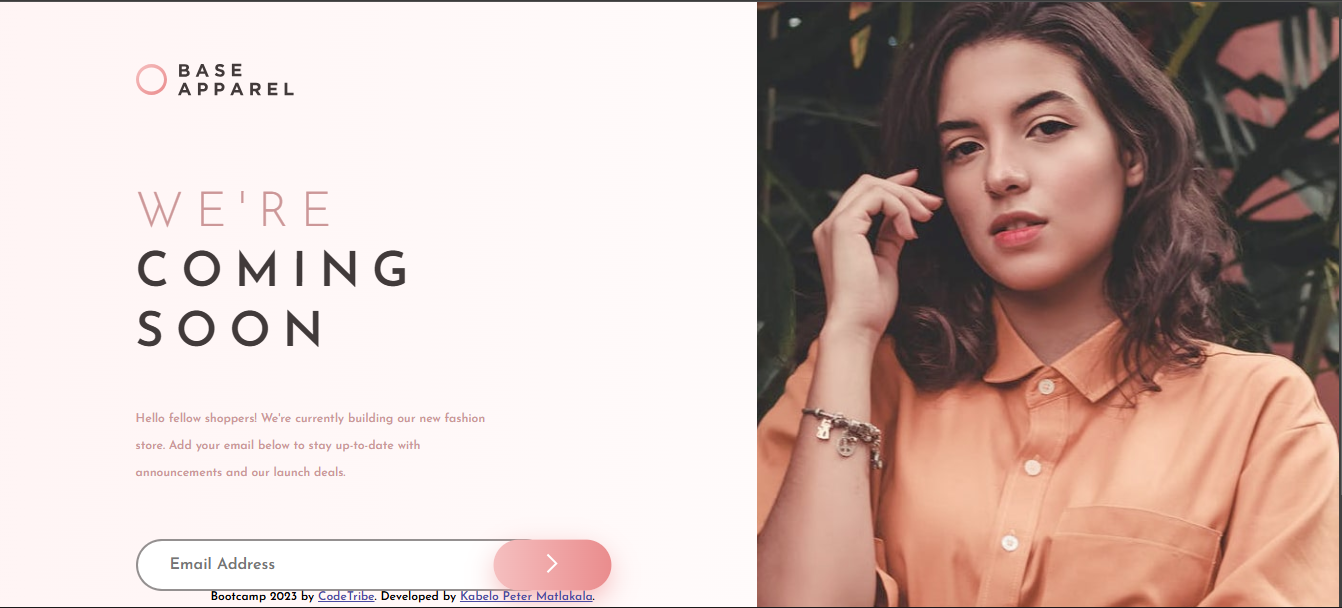 BASE
APPAREL
WE'RE
COMING
SOON
Hello fellow shoppers! We're currently building our new fashion
store. Add your email below to stay up-to-date with
announcements and our launch deals.
Email Address
Bootcamp 2023 by CodeTribe. Developed by Kabelo Peter Matlakala.